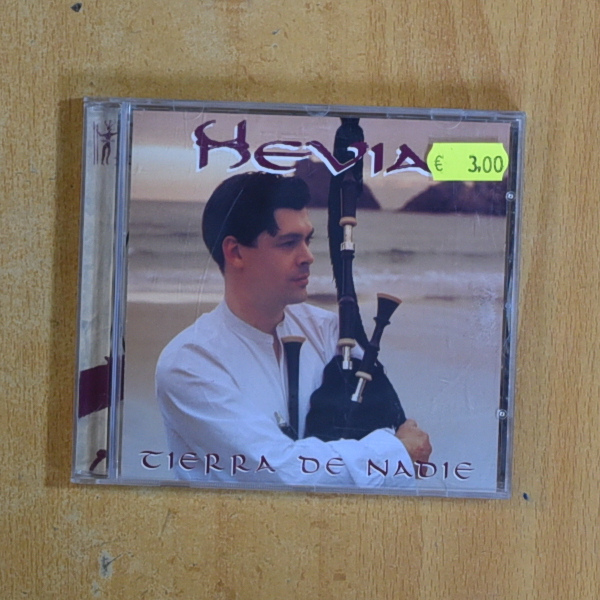 HEVIA
€ 3,00
TIERRA DE NADIE